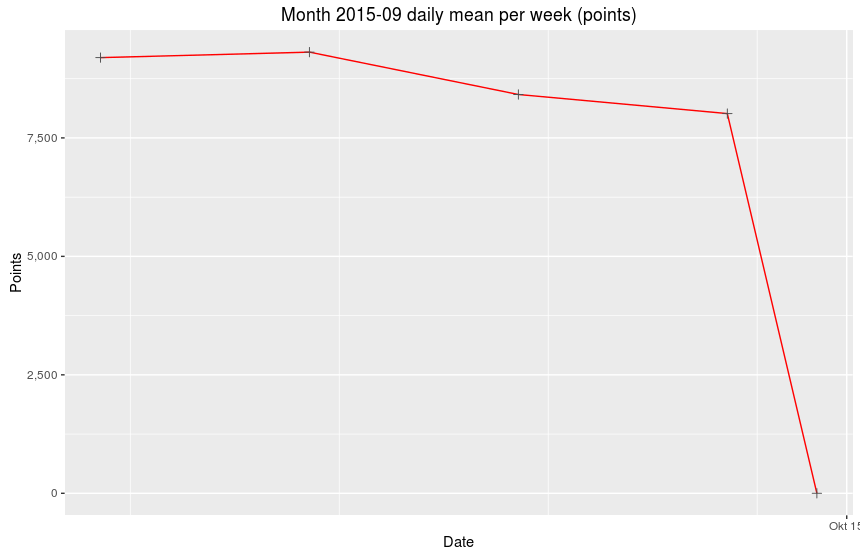 Month 2015-09 daily mean per week (points)
Points
7,500
5,000
2,500
0
Okt 15
Date